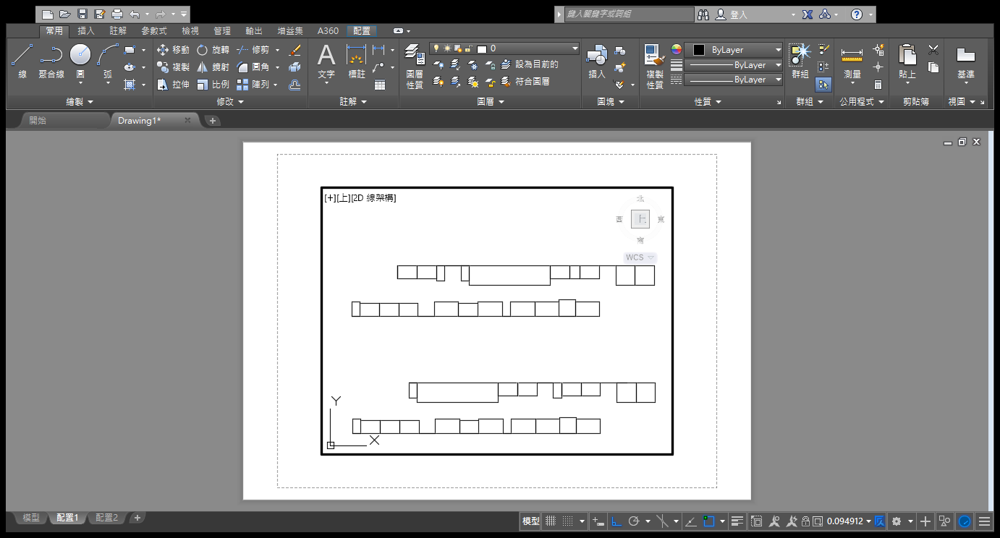 鍵入關鍵字或詞組 登入
常用 插入 註解 參數式 檢視 管理 輸出 增益集 A360 配置
移動 旋轉 修剪 0 ByLayer
複製 鏡射 圓角 設為目前的 ByLayer
拉伸 比例 陣列 符合圖層 ByLayer
線 聚合線 圓 弧 文字 標註 圖層性質 插入 複製性質 群組 測量 貼上 基準
繪製 修改 註解 圖層 圖塊 性質 群組 公用程式 剪貼簿 視圖
開始 Drawing1*
[+][上][2D 線架構]
北
西 上 東
南
WCS
Y
X
模型 配置1 配置2 模型 0.094912